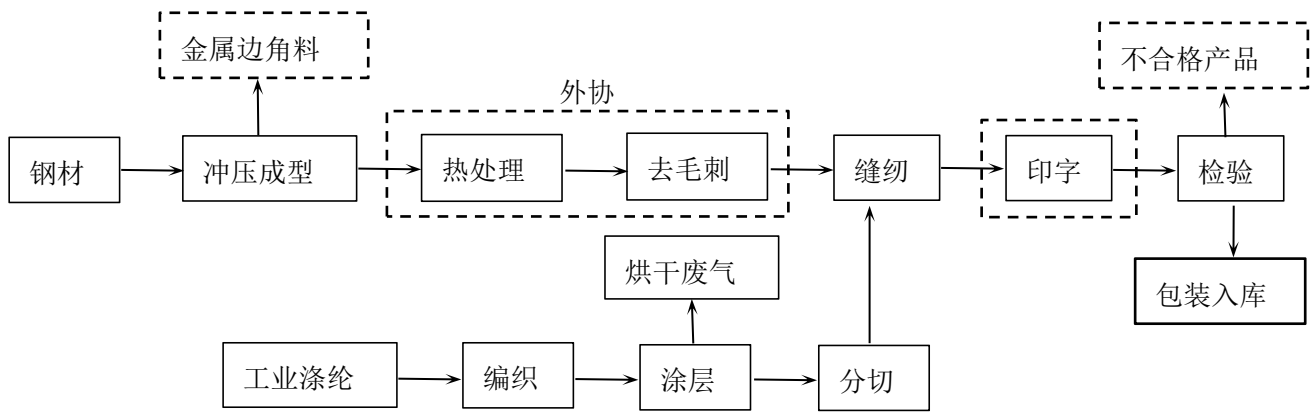 金属边角料
不合格产品
外协
钢材
冲压成型
热处理
去毛刺
缝纫
印字
检验
烘干废气
包装入库
工业涤纶
编织
涂层
分切